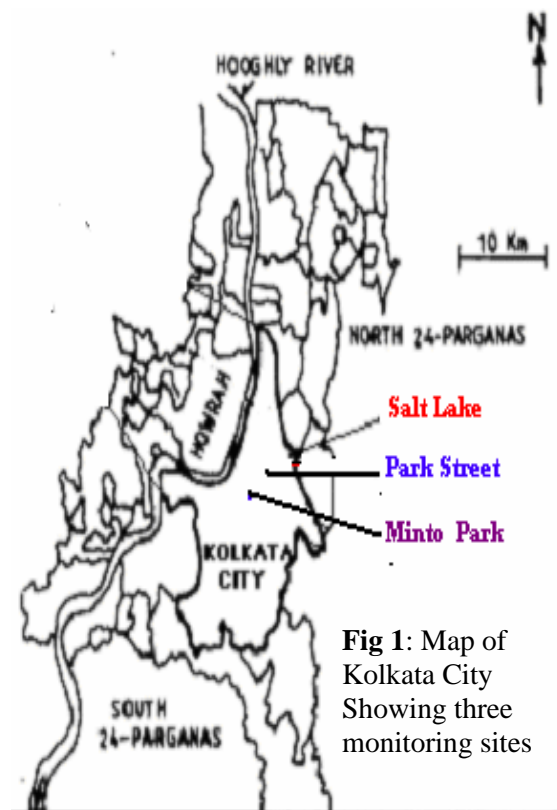 N
HOOGHLY RIVER
10 Km
NORTH 24-PARGANAS
HOWRAH
Salt Lake
Park Street
Minto Park
KOLKATA
CITY
Fig 1: Map of
Kolkata City
Showing three
monitoring sites
SOUTH
24-PARGANAS